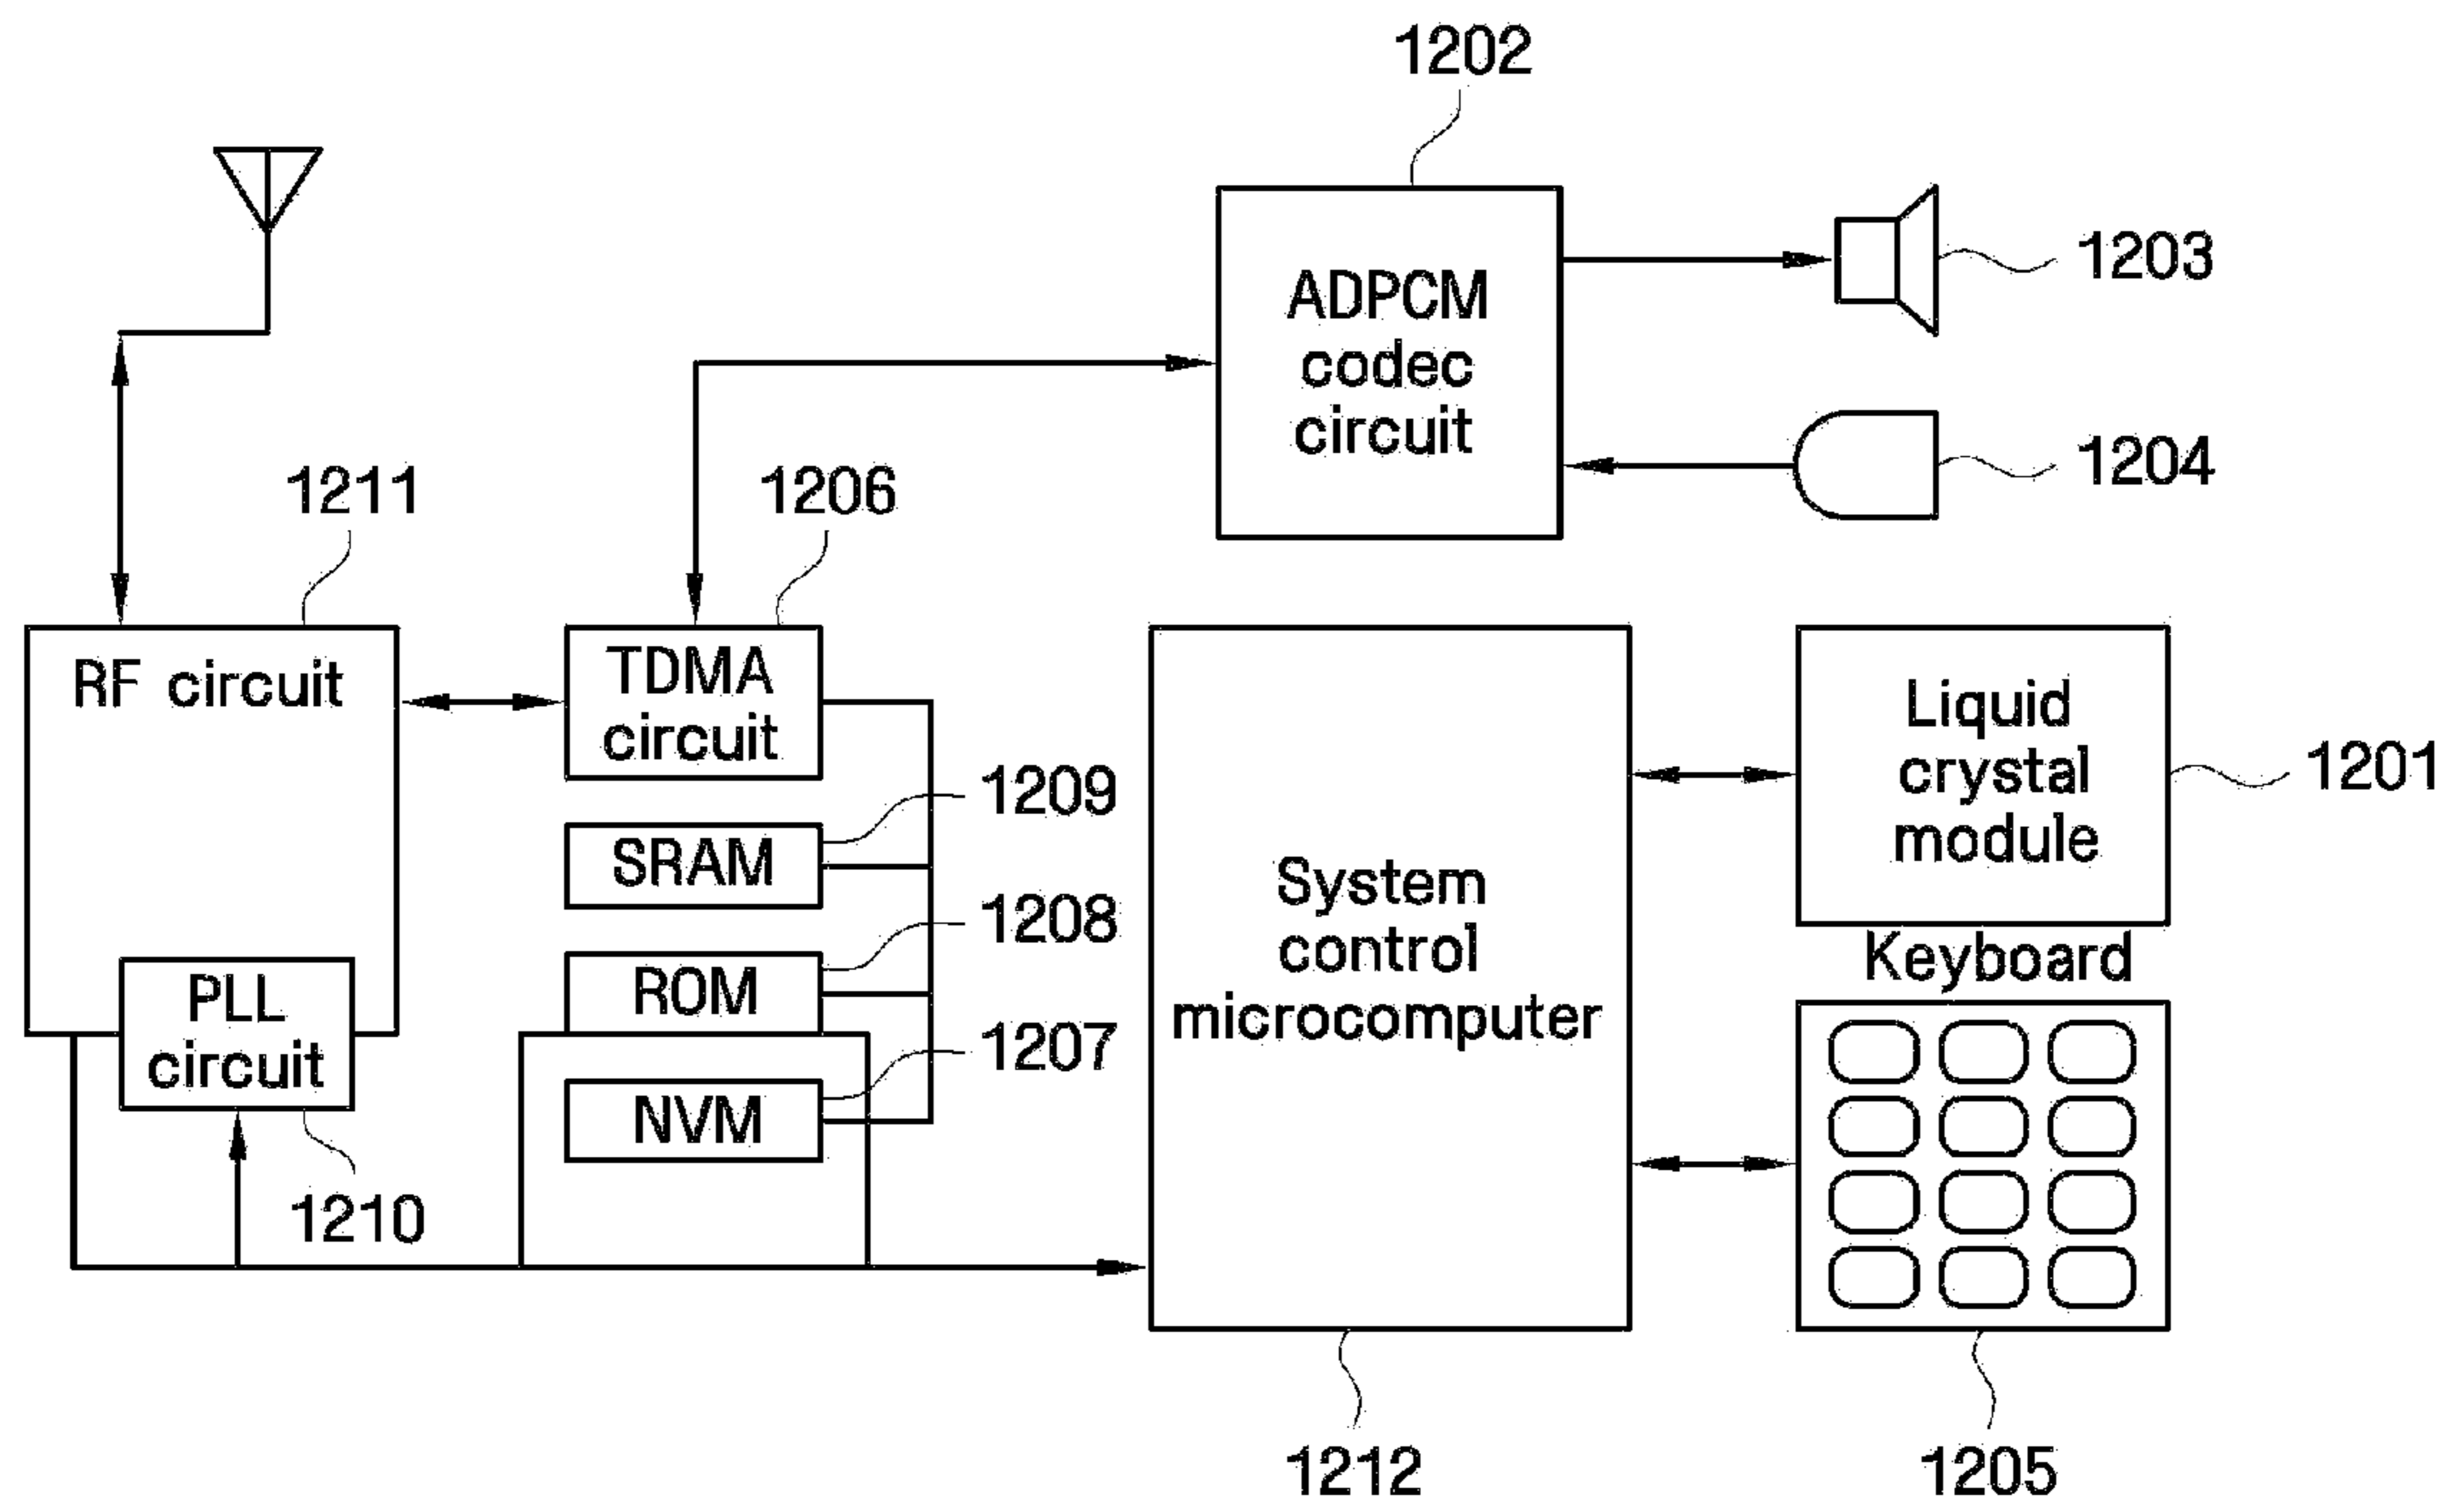 1202
ADPCM
codec
circuit
1203
1204
1211
1206
RF circuit
TDMA
circuit
1209
SRAM
1208
ROM
1207
NVM
PLL
circuit
1210
System
control
microcomputer
1212
Liquid
crystal
module
1201
Keyboard
1205